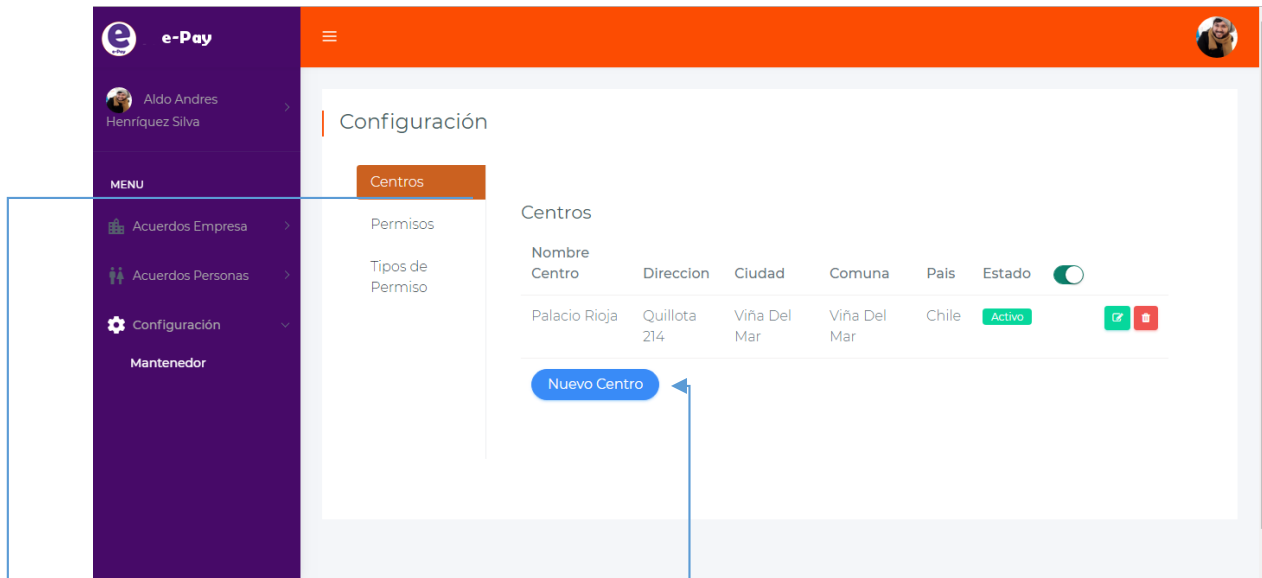 e-Pay
Aldo Andres
Henríquez Silva
MENU
Acuerdos Empresa
Acuerdos Personas
Configuración
Mantenedor
Configuración
Centros
Permisos
Tipos de
Permiso
Centros
Nombre
Centro Direccion Ciudad Comuna Pais Estado
Palacio Rioja Quillota Viña Del Viña Del Chile Activo
214 Mar Mar
Nuevo Centro